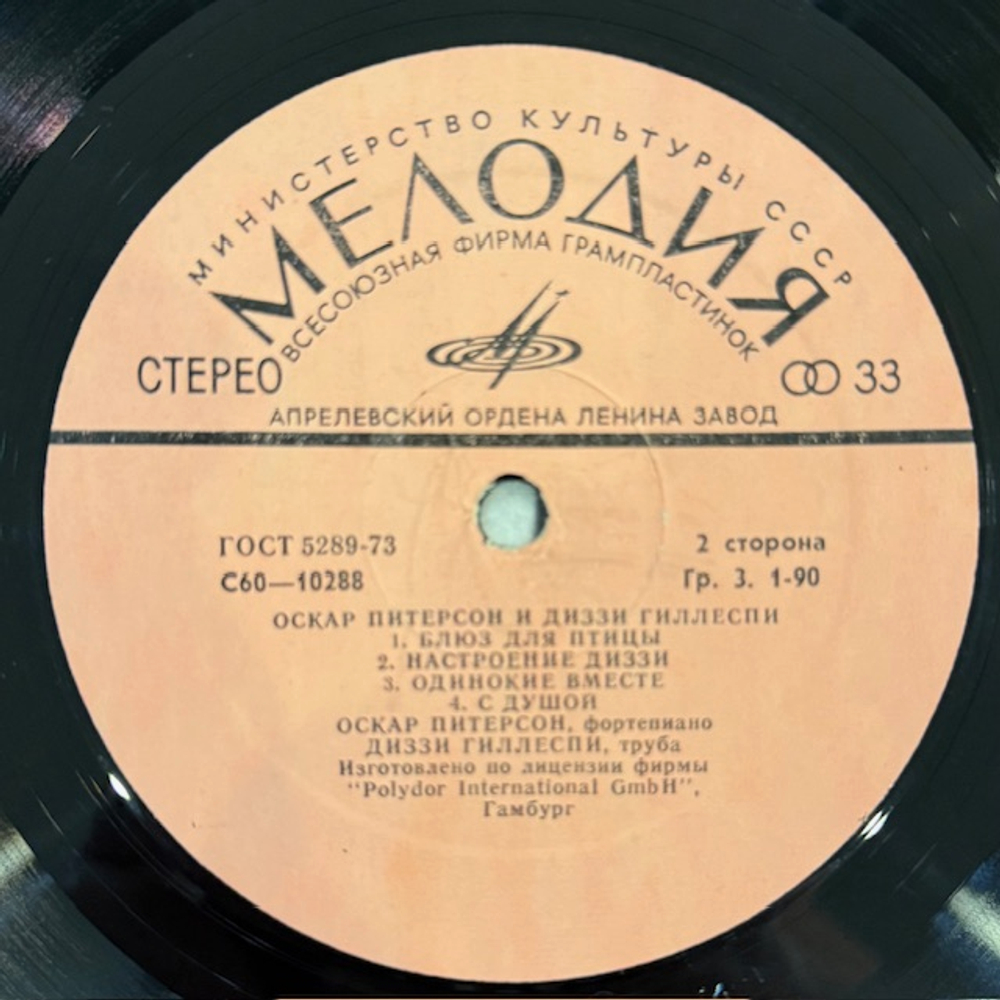 МИНИСТЕРСТВО КУЛЬТУРЫ СССР
МЕЛОДИЯ
ВСЕСОЮЗНАЯ ФИРМА ГРАМПЛАСТИНОК
СТЕРЕО
33
АПРЕЛЕВСКИЙ ОРДЕНА ЛЕНИНА ЗАВОД
ГОСТ 5289-73
2 сторона
С60—10288
Гр. 3. 1-90
ОСКАР ПИТЕРСОН И ДИЗЗИ ГИЛЛЕСПИ
1. БЛЮЗ ДЛЯ ПТИЦЫ
2. НАСТРОЕНИЕ ДИЗЗИ
3. ОДИНОКИЕ ВМЕСТЕ
4. С ДУШОЙ
ОСКАР ПИТЕРСОН, фортепиано
ДИЗЗИ ГИЛЛЕСПИ, труба
Изготовлено по лицензии фирмы
"Polydor International GmbH",
Гамбург